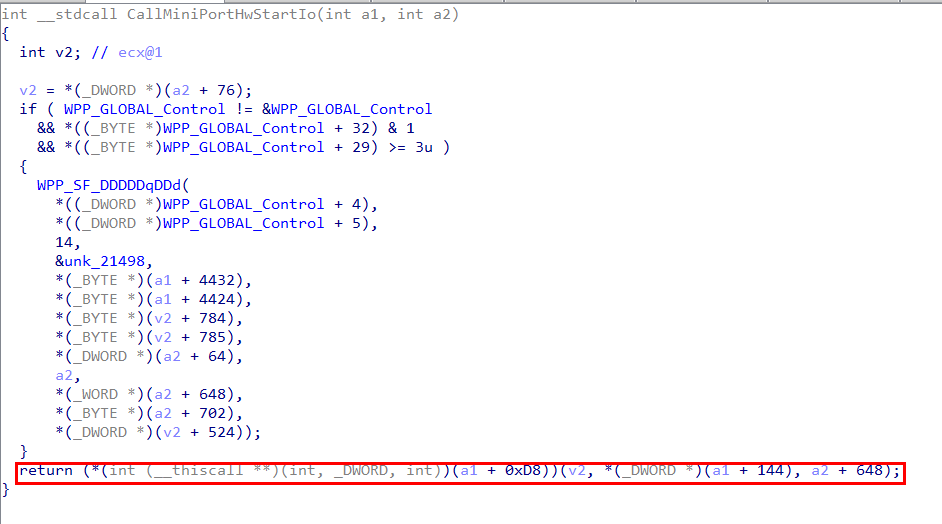 int __stdcall CallMiniPortHwStartIo(int a1, int a2)
{
  int v2; // ecx@1

  v2 = *(_DWORD *)(a2 + 76);
  if ( WPP_GLOBAL_Control != &WPP_GLOBAL_Control
    && *((_BYTE *)WPP_GLOBAL_Control + 32) & 1
    && *((_BYTE *)WPP_GLOBAL_Control + 29) >= 3u )
  {
    WPP_SF_DDDDDqDDd(
      *((_DWORD *)WPP_GLOBAL_Control + 4),
      *((_DWORD *)WPP_GLOBAL_Control + 5),
      14,
      &unk_21498,
      *(_BYTE *)(a1 + 4432),
      *(_BYTE *)(a1 + 4424),
      *(_BYTE *)(v2 + 784),
      *(_BYTE *)(v2 + 785),
      *(_DWORD *)(a2 + 64),
      a2,
      *(_WORD *)(a2 + 648),
      *(_BYTE *)(a2 + 702),
      *(_DWORD *)(v2 + 524));
  }
  return (*(int (__thiscall **)(int, _DWORD, int))(a1 + 0xD8))(v2, *(_DWORD *)(a1 + 144), a2 + 648);
}